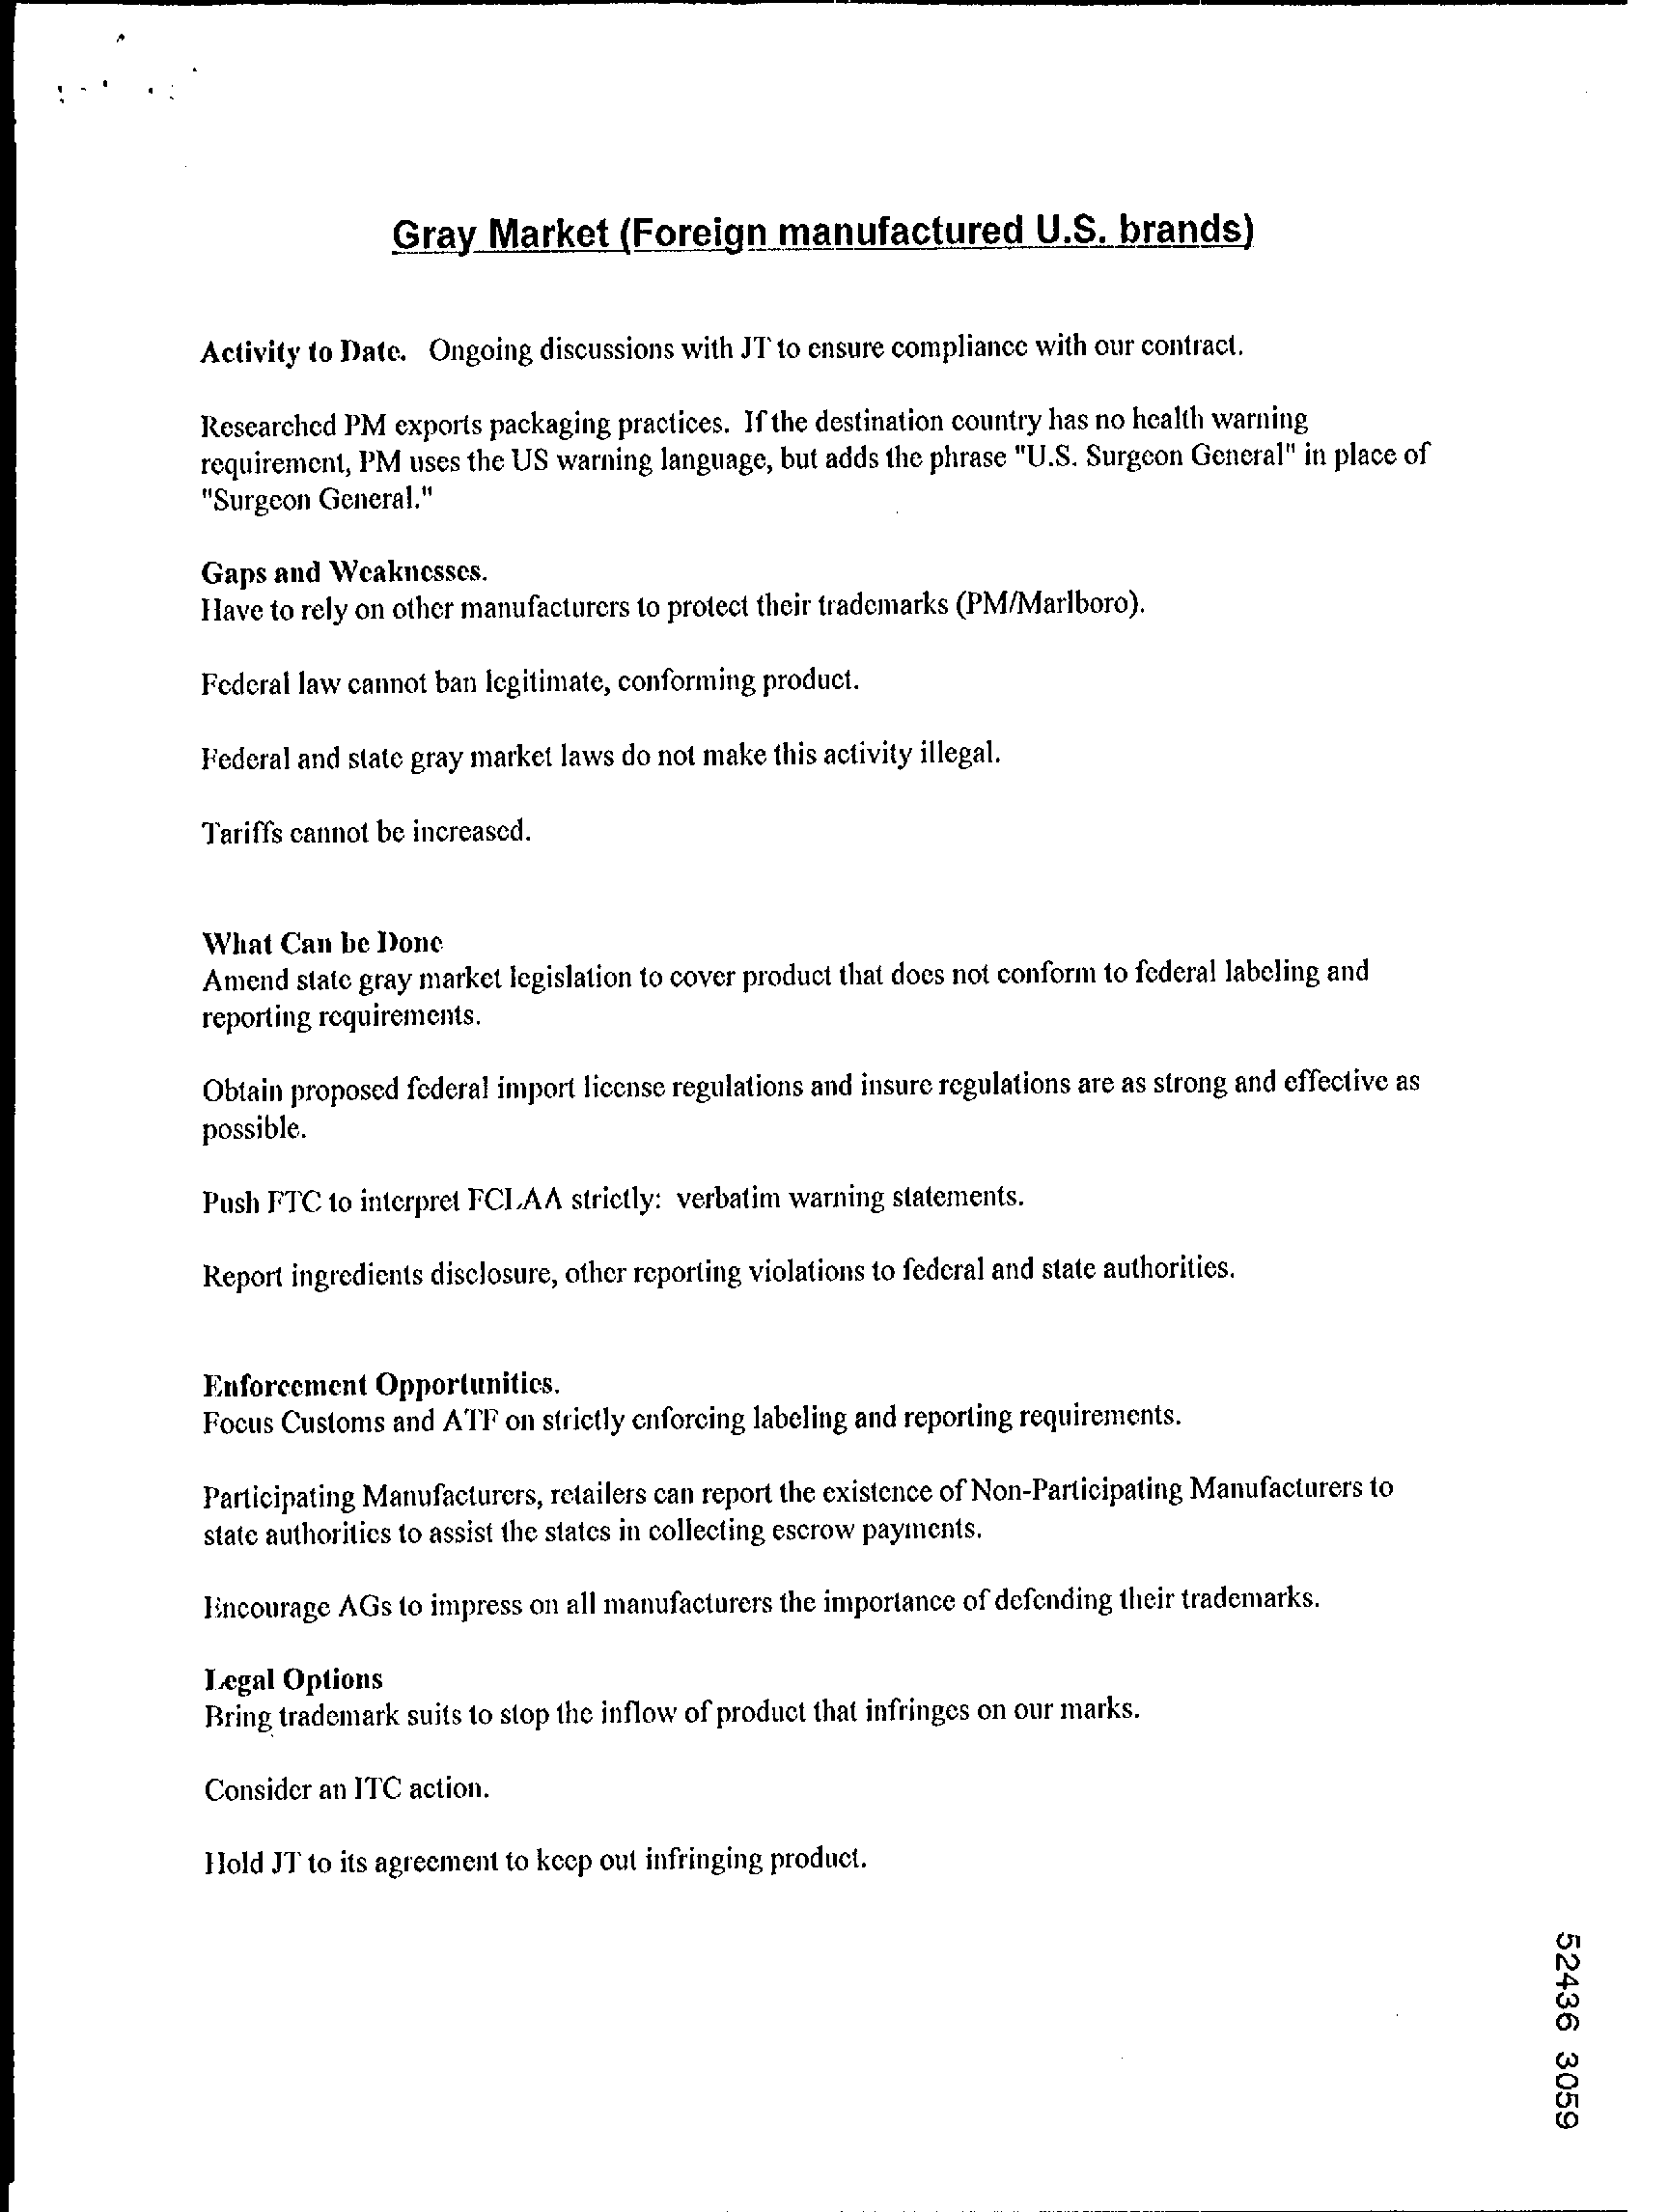 Gray Market (Foreign manufactured U.S. brands)
Activity to Date. Ongoing discussions with JT to ensure compliance with our contract.
Researched PM exports packaging practices. If the destination country has no health warning
requirement, PM uses the US warning language, but adds the phrase "U.S. Surgeon General" in place of
"Surgeon General."
Gaps and Weaknesses.
Have to rely on other manufacturers to protect their trademarks (PM/Marlboro).
Federal law cannot ban legitimate, conforming product.
Federal and state gray market laws do not make this activity illegal.
Tariffs cannot be increased.
What Can be Done
Amend state gray market legislation to cover product that does not conform to federal labeling and
reporting requirements.
Obtain proposed federal import license regulations and insure regulations are as strong and effective as
possible.
Push FTC to interpret FCLAA strictly: verbatim warning statements.
Report ingredients disclosure, other reporting violations to federal and state authorities.
Enforcement Opportunities.
Focus Customs and ATF on strictly enforcing labeling and reporting requirements.
Participating Manufacturers, retailers can report the existence of Non-Participating Manufacturers to
state authorities to assist the states in collecting escrow payments.
Encourage AGs to impress on all manufacturers the importance of defending their trademarks.
Legal Options
Bring trademark suits to stop the inflow of product that infringes on our marks.
Consider an ITC action.
Hold JT to its agreement to keep out infringing product.
52436 3059